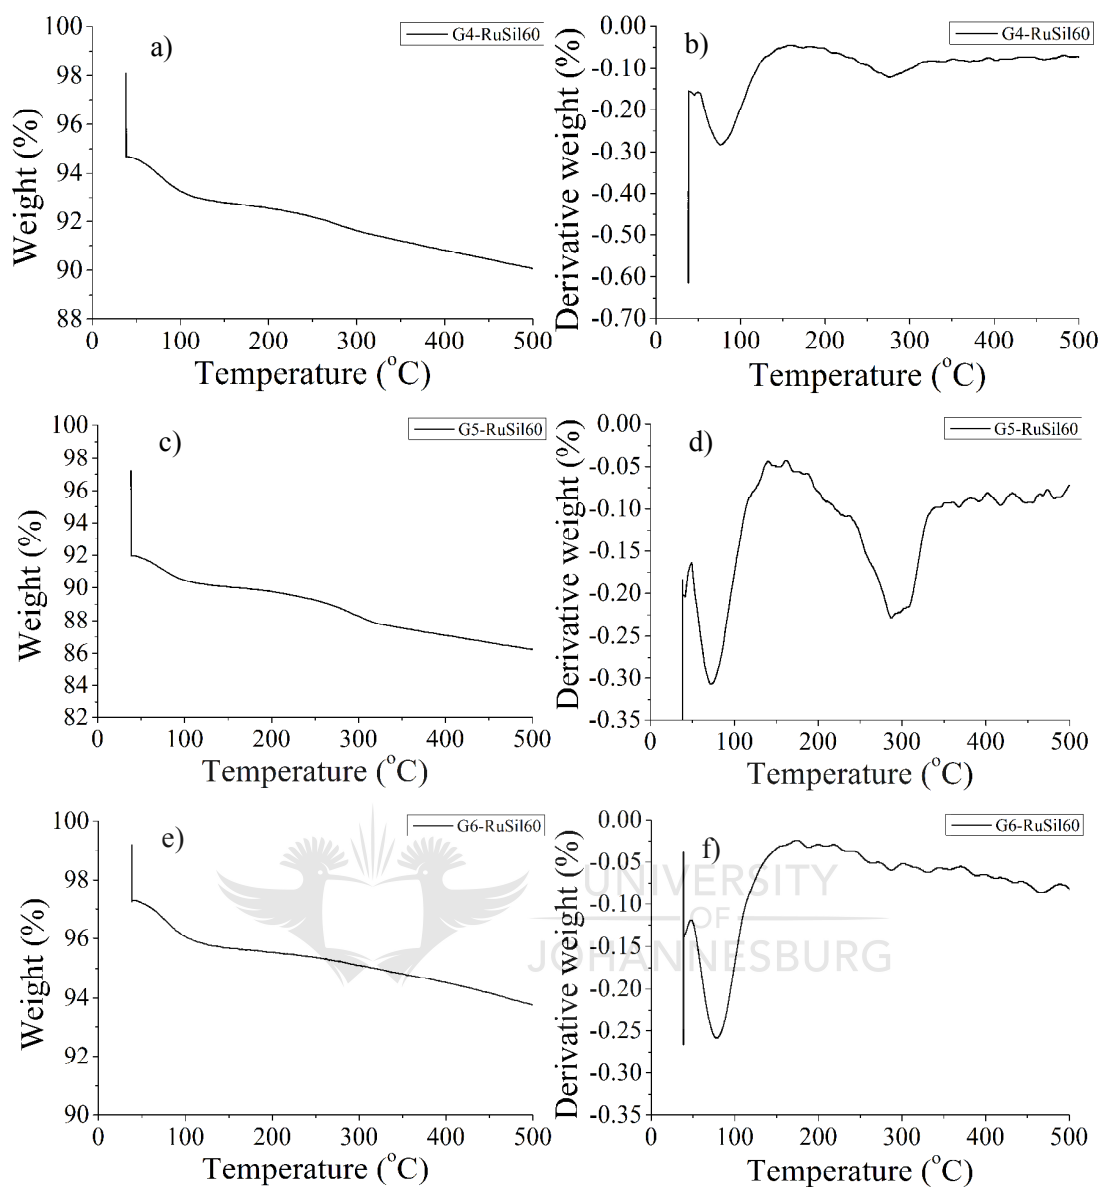 a)
G4-RuSil60
Weight (%)
100
98
96
94
92
90
88
0 100 200 300 400 500
Temperature (°C)
b)
G4-RuSil60
Derivative weight (%)
0.00
-0.10
-0.20
-0.30
-0.40
-0.50
-0.60
-0.70
0 100 200 300 400 500
Temperature (°C)
c)
G5-RuSil60
Weight (%)
100
98
96
94
92
90
88
86
84
82
0 100 200 300 400 500
Temperature (°C)
d)
G5-RuSil60
Derivative weight (%)
0.00
-0.05
-0.10
-0.15
-0.20
-0.25
-0.30
-0.35
0 100 200 300 400 500
Temperature (°C)
e)
G6-RuSil60
Weight (%)
100
98
96
94
92
90
0 100 200 300 400 500
Temperature (°C)
f)
G6-RuSil60
Derivative weight (%)
0.00
-0.05
-0.10
-0.15
-0.20
-0.25
-0.30
-0.35
0 100 200 300 400 500
Temperature (°C)
UNIVERSITY
OF
JOHANNESBURG